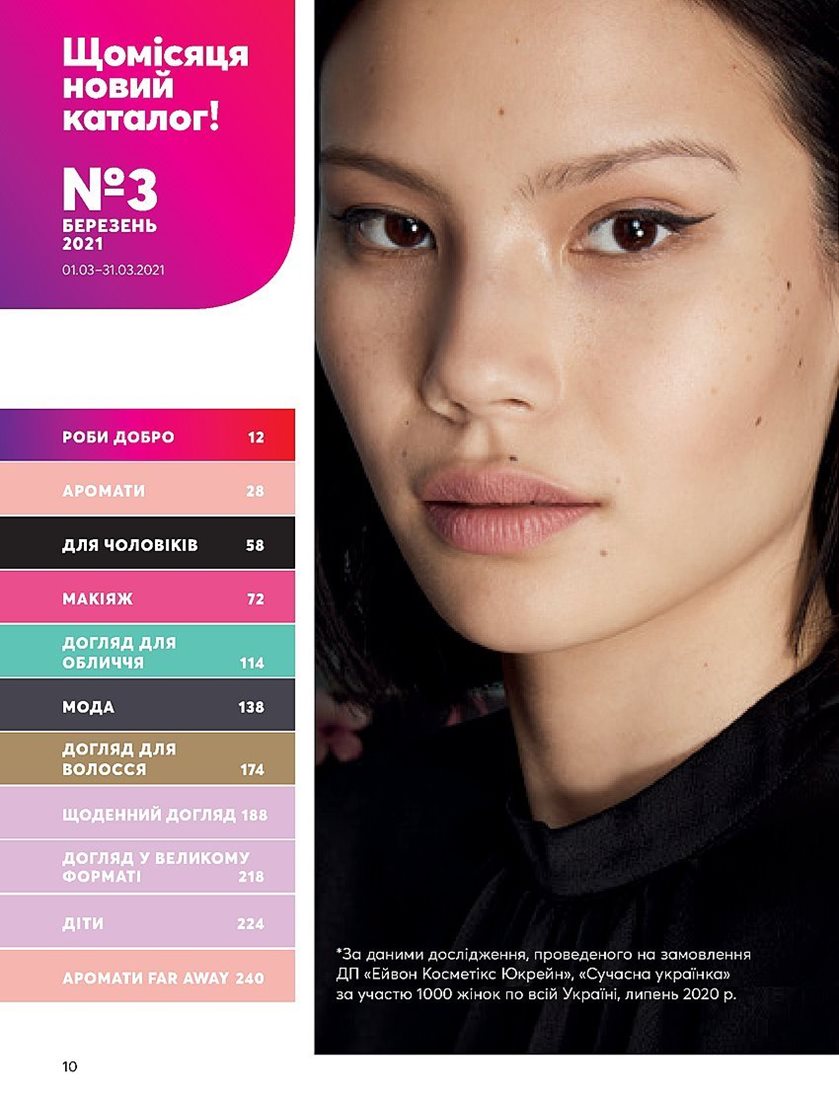 Щомісяця
новий
каталог!
№3
БЕРЕЗЕНЬ
2021
01.03–31.03.2021
РОБИ ДОБРО 12
АРОМАТИ 28
ДЛЯ ЧОЛОВІКІВ 58
МАКІЯЖ 72
ДОГЛЯД ДЛЯ
ОБЛИЧЧЯ 114
МОДА 138
ДОГЛЯД ДЛЯ
ВОЛОССЯ 174
ЩОДЕННИЙ ДОГЛЯД 188
ДОГЛЯД У ВЕЛИКОМУ
ФОРМАТІ 218
ДІТИ 224
АРОМАТИ FAR AWAY 240
*За даними дослідження, проведеного на замовлення
ДП «Ейвон Косметікс Юкрейн», «Сучасна українка»
за участю 1000 жінок по всій Україні, липень 2020 р.
10